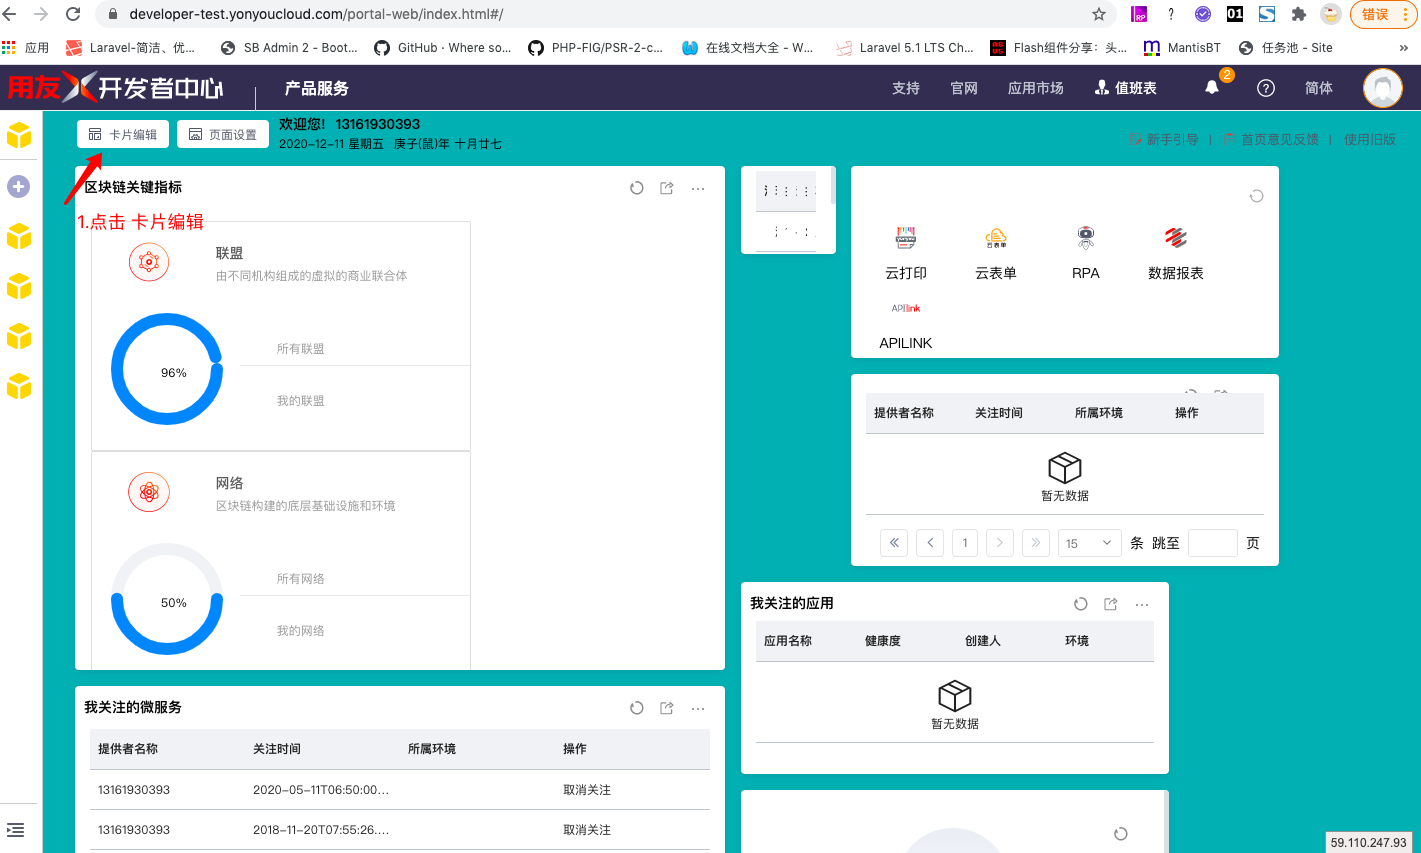 developer-test.yonyoucloud.com/portal-web/index.html#/
错误
应用
Laravel-简洁、优...
SB Admin 2 - Boot...
GitHub · Where so...
PHP-FIG/PSR-2-c...
在线文档大全 - W...
Laravel 5.1 LTS Ch...
Flash组件分享：头...
MantisBT
任务池 - Site
»
用友X开发者中心
产品服务
支持
官网
应用市场
值班表
2
简体
卡片编辑
页面设置
欢迎您！13161930393
2020-12-11 星期五 庚子(鼠)年 十月廿七
新手引导 | 首页意见反馈 | 使用旧版
1.点击 卡片编辑
区块链关键指标
联盟
由不同机构组成的虚拟的商业联合体
96%
所有联盟
我的联盟
网络
区块链构建的底层基础设施和环境
50%
所有网络
我的网络
云打印
云表单
RPA
数据报表
APILINK
提供者名称 关注时间 所属环境 操作
暂无数据
1
15
条 跳至
页
我关注的应用
应用名称 健康度 创建人 环境
暂无数据
我关注的微服务
提供者名称 关注时间 所属环境 操作
13161930393 2020-05-11T06:50:00... 取消关注
13161930393 2018-11-20T07:55:26.... 取消关注
59.110.247.93